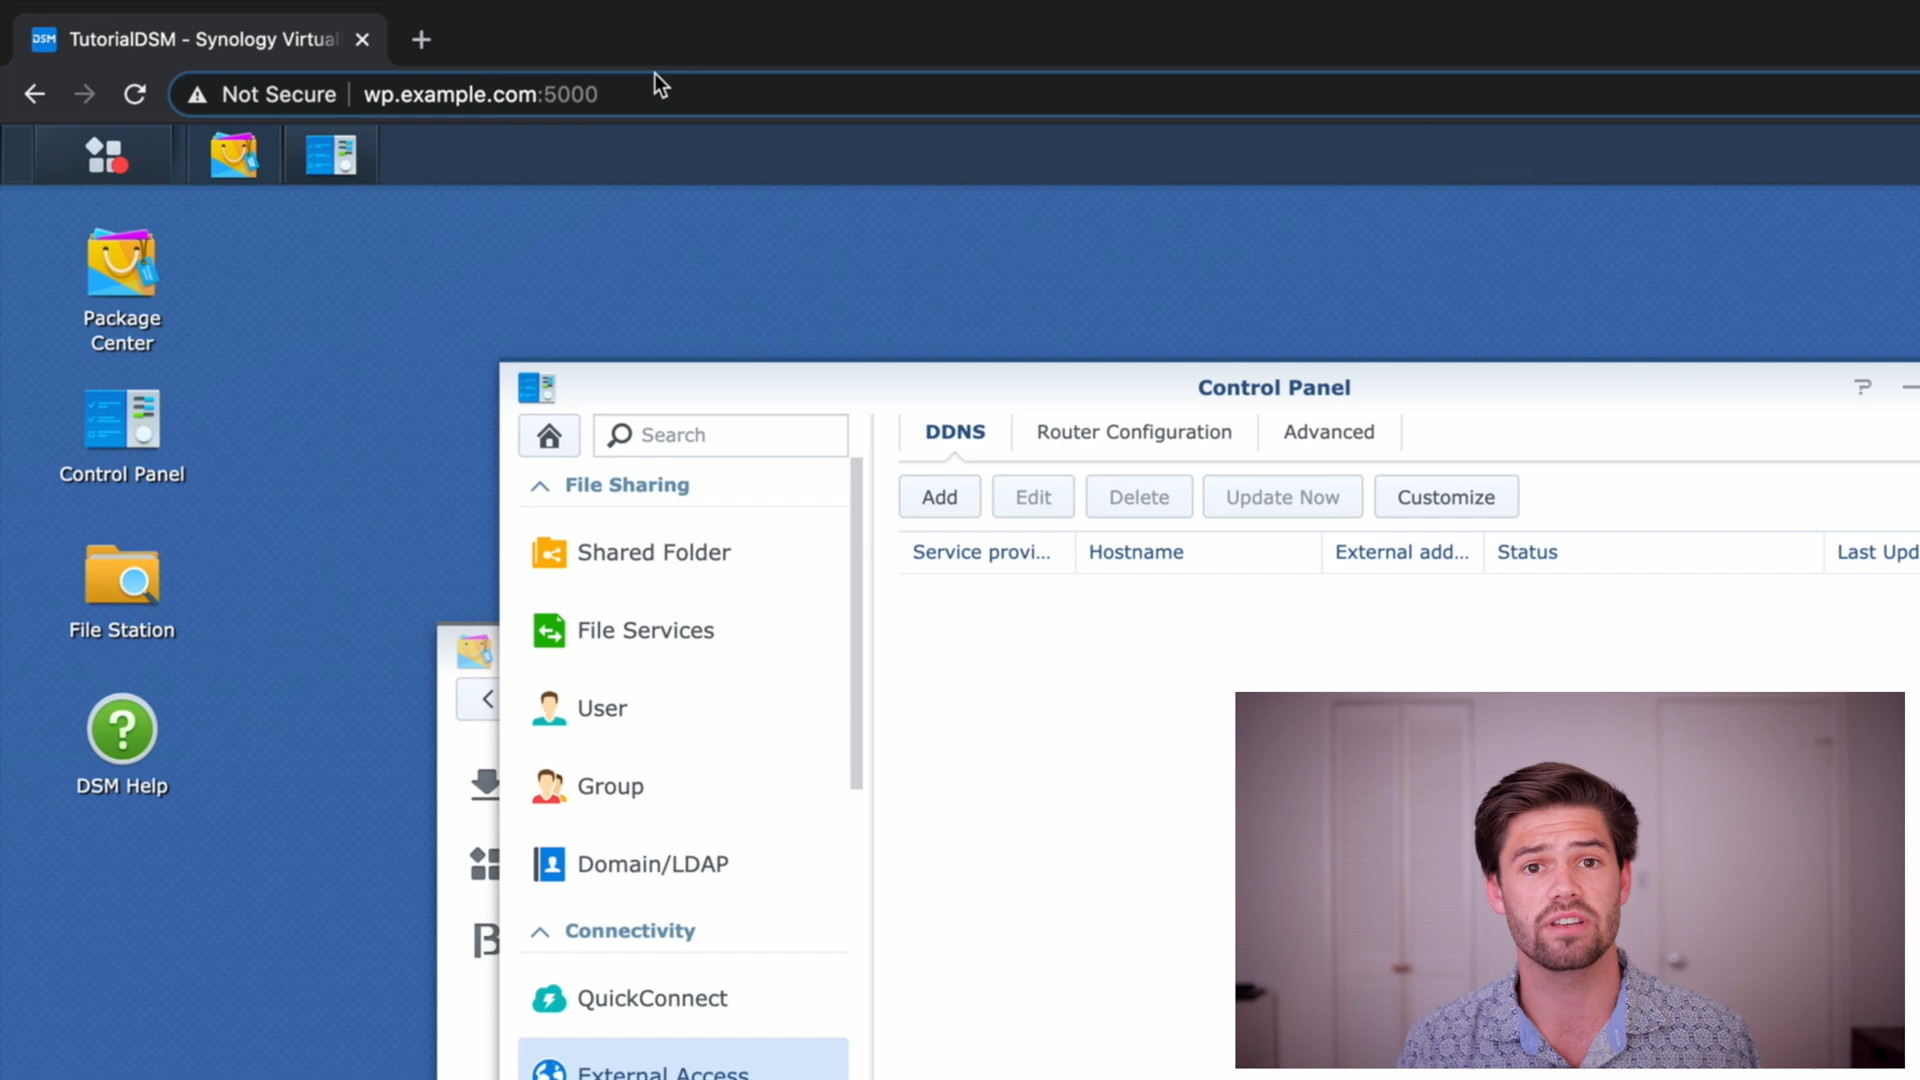 DSM TutorialDSM - Synology Virtual
Not Secure wp.example.com:5000
Package
Center
Control Panel
File Station
DSM Help
Control Panel
Search
DDNS Router Configuration Advanced
File Sharing
Add Edit Delete Update Now Customize
Service provi... Hostname External add... Status Last Upd
Shared Folder
File Services
User
Group
Domain/LDAP
Connectivity
QuickConnect
External Access